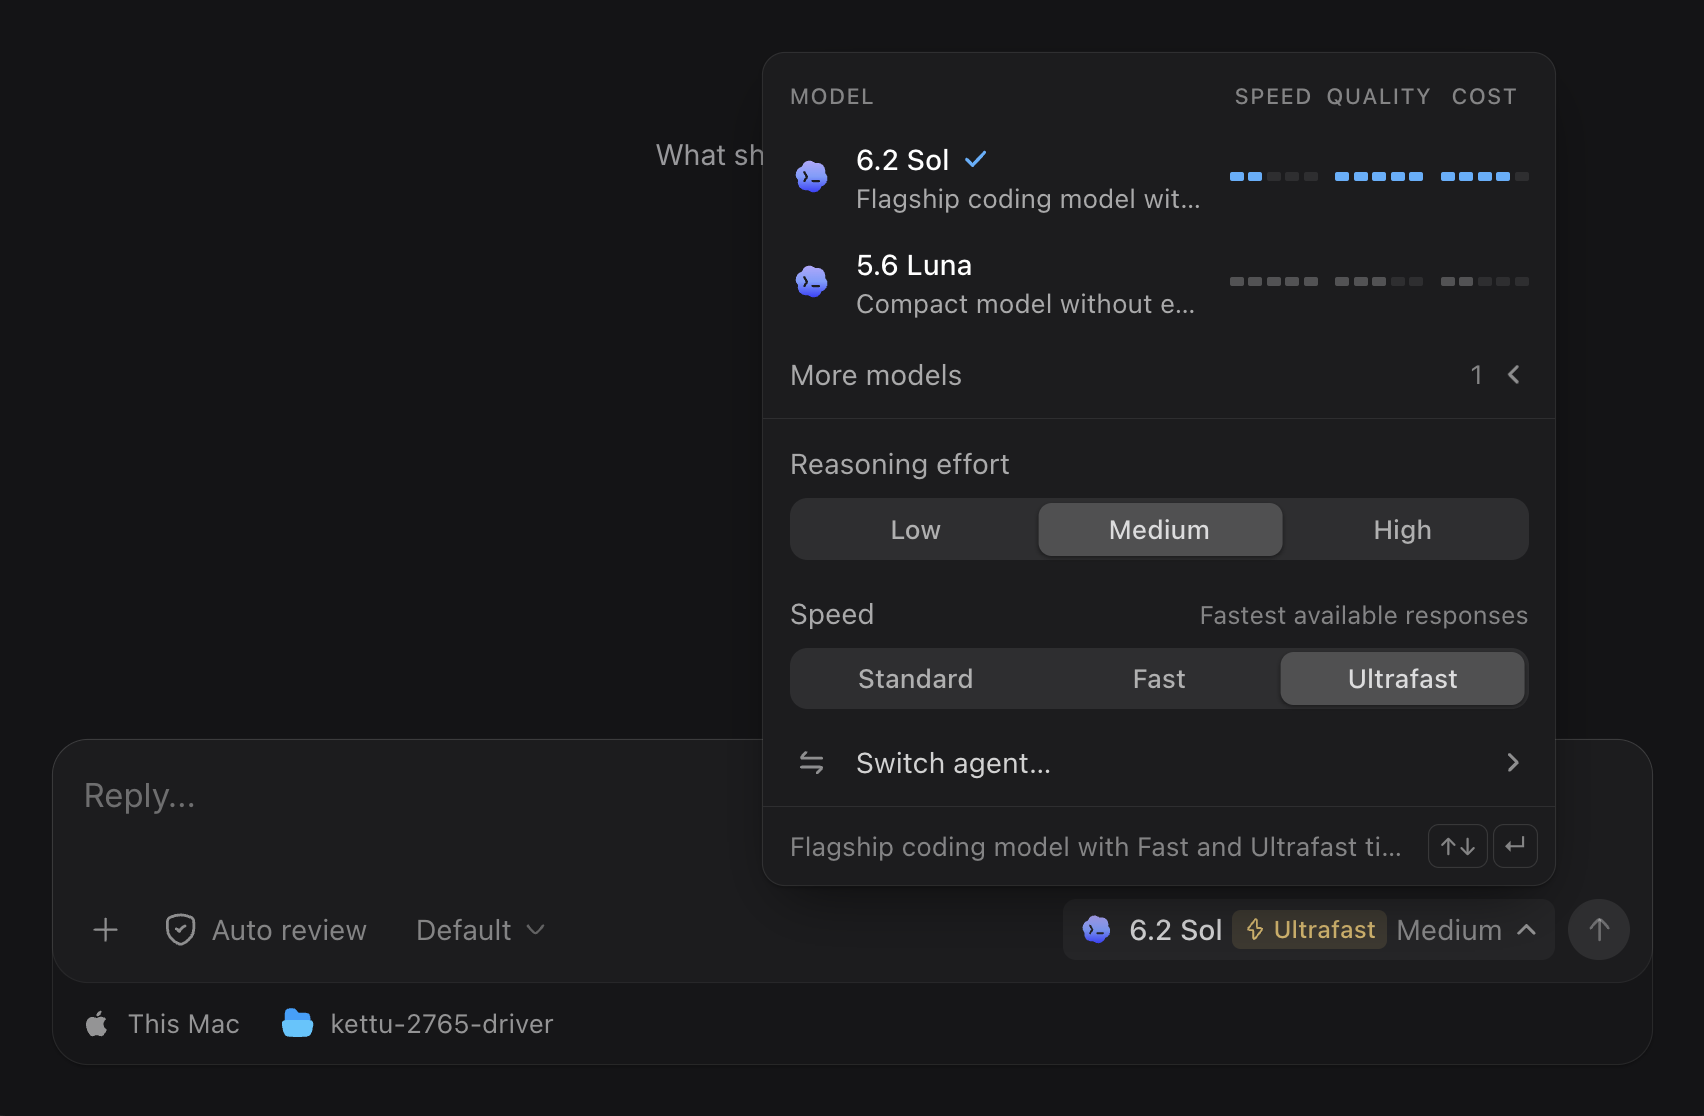 MODEL SPEED QUALITY COST
What sh
6.2 Sol
Flagship coding model wit...
5.6 Luna
Compact model without e...
More models 1
Reasoning effort
Low Medium High
Speed Fastest available responses
Standard Fast Ultrafast
Switch agent...
Reply...
Flagship coding model with Fast and Ultrafast ti...
Auto review Default 6.2 Sol Ultrafast Medium
This Mac kettu-2765-driver